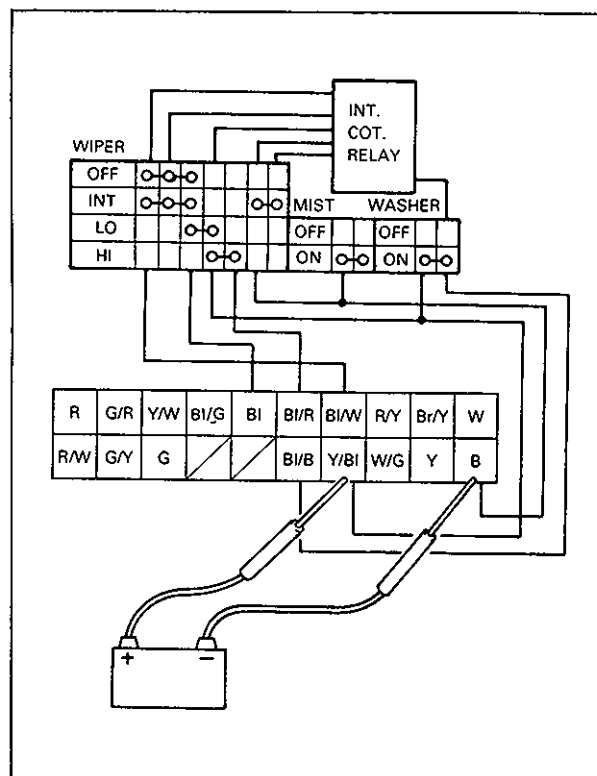 INT.
COT.
RELAY
WIPER
OFF
INT
LO
HI
MIST
OFF
ON
WASHER
OFF
ON
R G/R Y/W Bl/G Bl Bl/R Bl/W R/Y Br/Y W
R/W G/Y G Bl/B Y/Bl W/G Y B
+ −